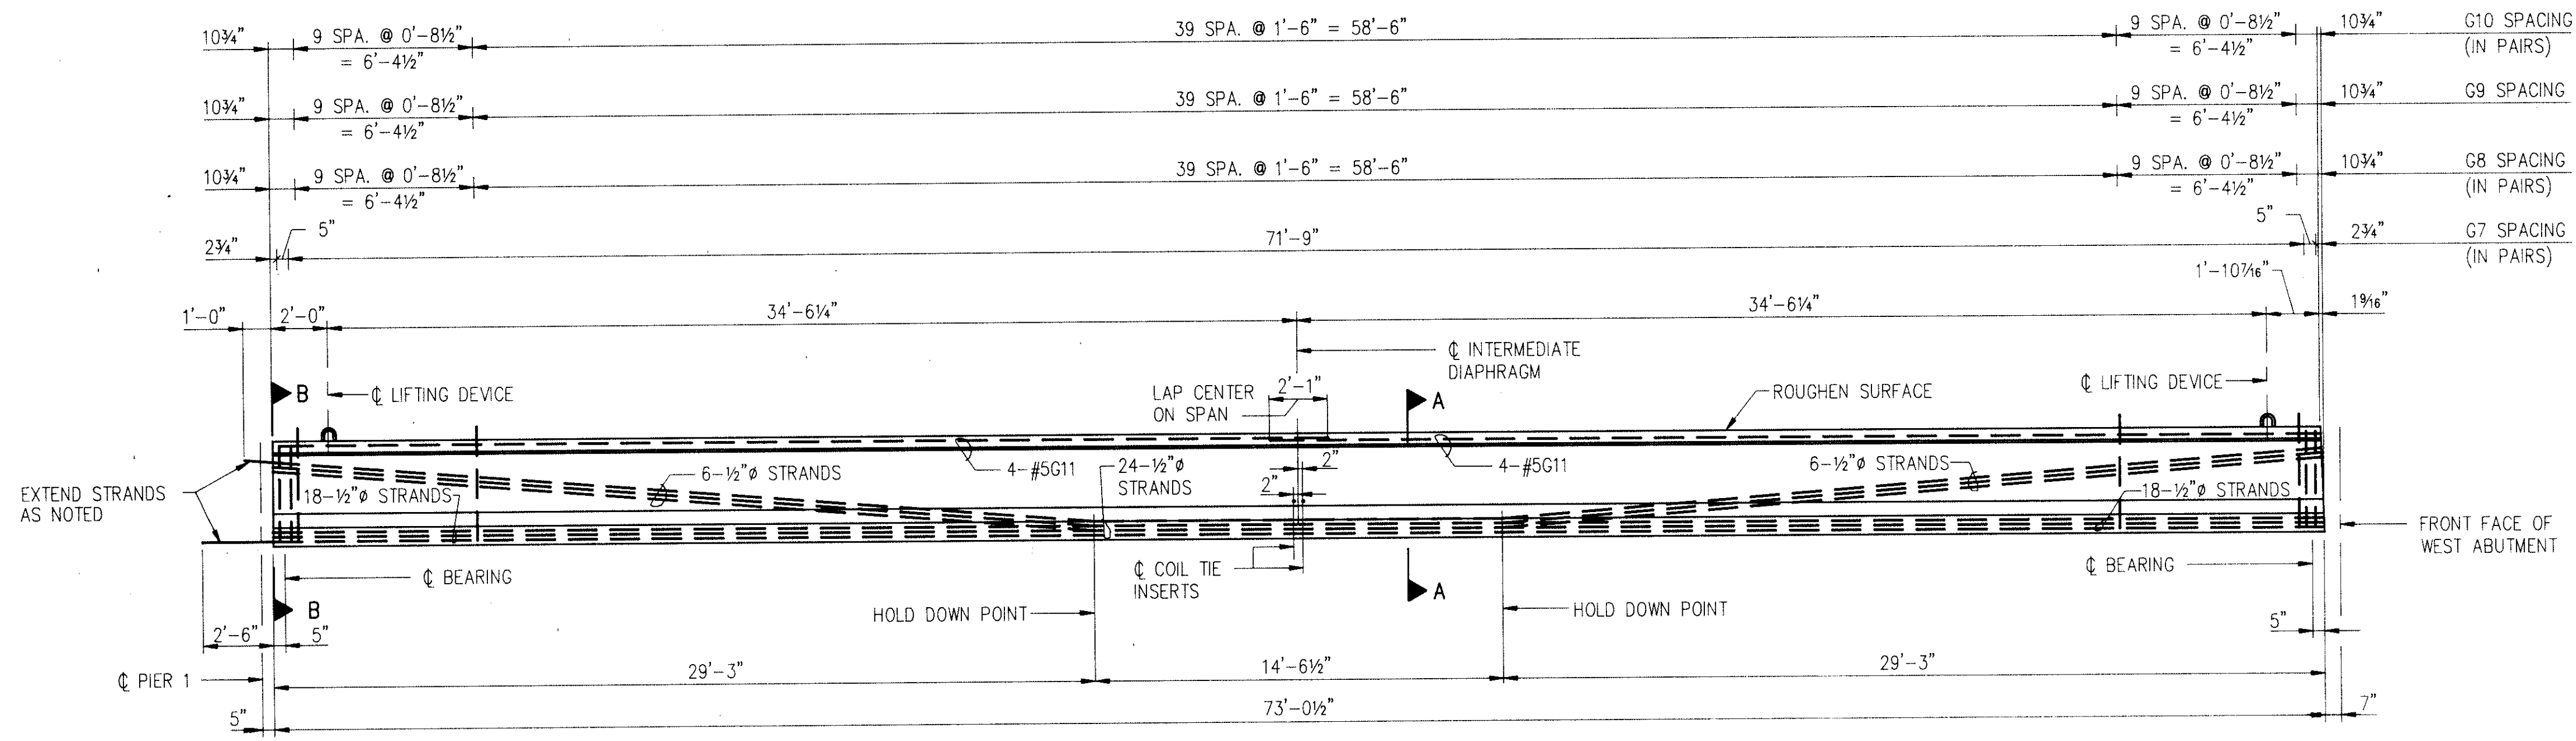 10¾" 9 SPA. @ 0'-8½" 39 SPA. @ 1'-6" = 58'-6" 9 SPA. @ 0'-8½" 10¾" G10 SPACING
= 6'-4½" = 6'-4½" (IN PAIRS)
10¾" 9 SPA. @ 0'-8½" 39 SPA. @ 1'-6" = 58'-6" 9 SPA. @ 0'-8½" 10¾" G9 SPACING
= 6'-4½" = 6'-4½"
10¾" 9 SPA. @ 0'-8½" 39 SPA. @ 1'-6" = 58'-6" 9 SPA. @ 0'-8½" 10¾" G8 SPACING
= 6'-4½" = 6'-4½" (IN PAIRS)
5" 5"
2¾" 71'-9" 2¾" G7 SPACING
(IN PAIRS)
1'-10⁷⁄₁₆"
1'-0" 2'-0" 34'-6¼" 34'-6¼" 1⁹⁄₁₆"
℄ INTERMEDIATE
DIAPHRAGM
B ℄ LIFTING DEVICE
LAP CENTER
ON SPAN
2'-1"
A
ROUGHEN SURFACE
℄ LIFTING DEVICE
6-½"ø STRANDS
4-#5G11
24-½"ø
STRANDS
2"
2"
4-#5G11
6-½"ø STRANDS
EXTEND STRANDS
AS NOTED
18-½"ø STRANDS
18-½"ø STRANDS
FRONT FACE OF
WEST ABUTMENT
℄ BEARING
℄ COIL TIE
INSERTS
A
℄ BEARING
B
HOLD DOWN POINT
HOLD DOWN POINT
2'-6" 5" 5"
℄ PIER 1
29'-3" 14'-6½" 29'-3"
5" 73'-0½" 7"